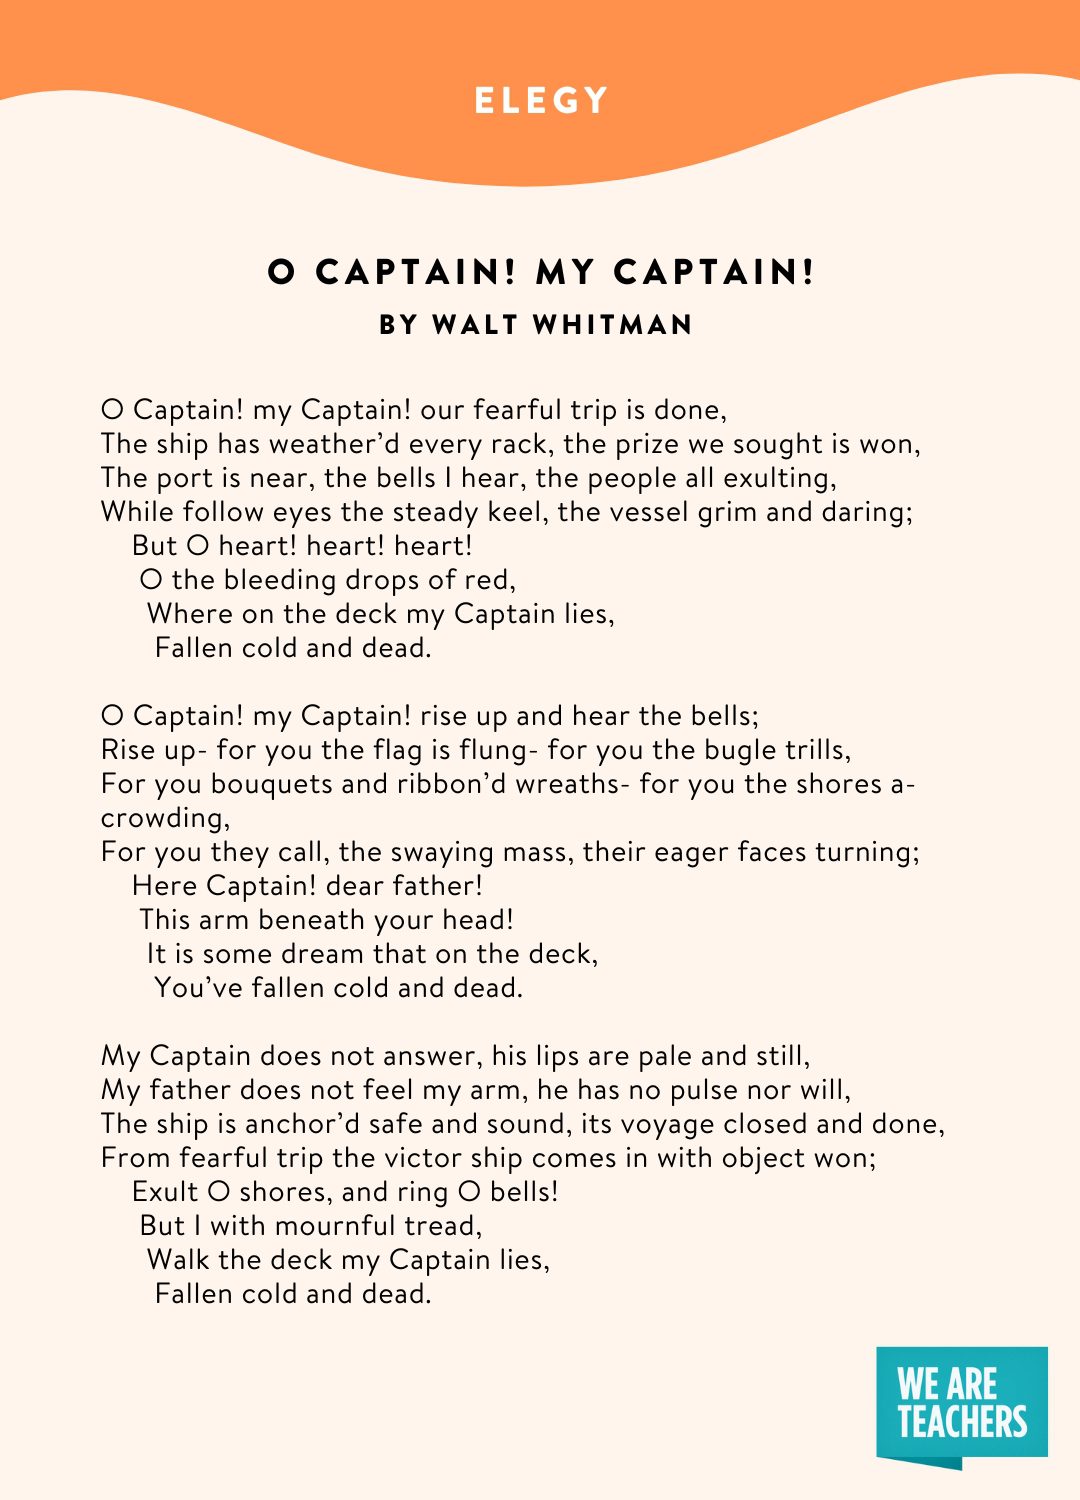 ELEGY
O CAPTAIN! MY CAPTAIN!
BY WALT WHITMAN
O Captain! my Captain! our fearful trip is done,
The ship has weather’d every rack, the prize we sought is won,
The port is near, the bells I hear, the people all exulting,
While follow eyes the steady keel, the vessel grim and daring;
But O heart! heart! heart!
O the bleeding drops of red,
Where on the deck my Captain lies,
Fallen cold and dead.
O Captain! my Captain! rise up and hear the bells;
Rise up- for you the flag is flung- for you the bugle trills,
For you bouquets and ribbon’d wreaths- for you the shores a-
crowding,
For you they call, the swaying mass, their eager faces turning;
Here Captain! dear father!
This arm beneath your head!
It is some dream that on the deck,
You’ve fallen cold and dead.
My Captain does not answer, his lips are pale and still,
My father does not feel my arm, he has no pulse nor will,
The ship is anchor’d safe and sound, its voyage closed and done,
From fearful trip the victor ship comes in with object won;
Exult O shores, and ring O bells!
But I with mournful tread,
Walk the deck my Captain lies,
Fallen cold and dead.
WE ARE
TEACHERS